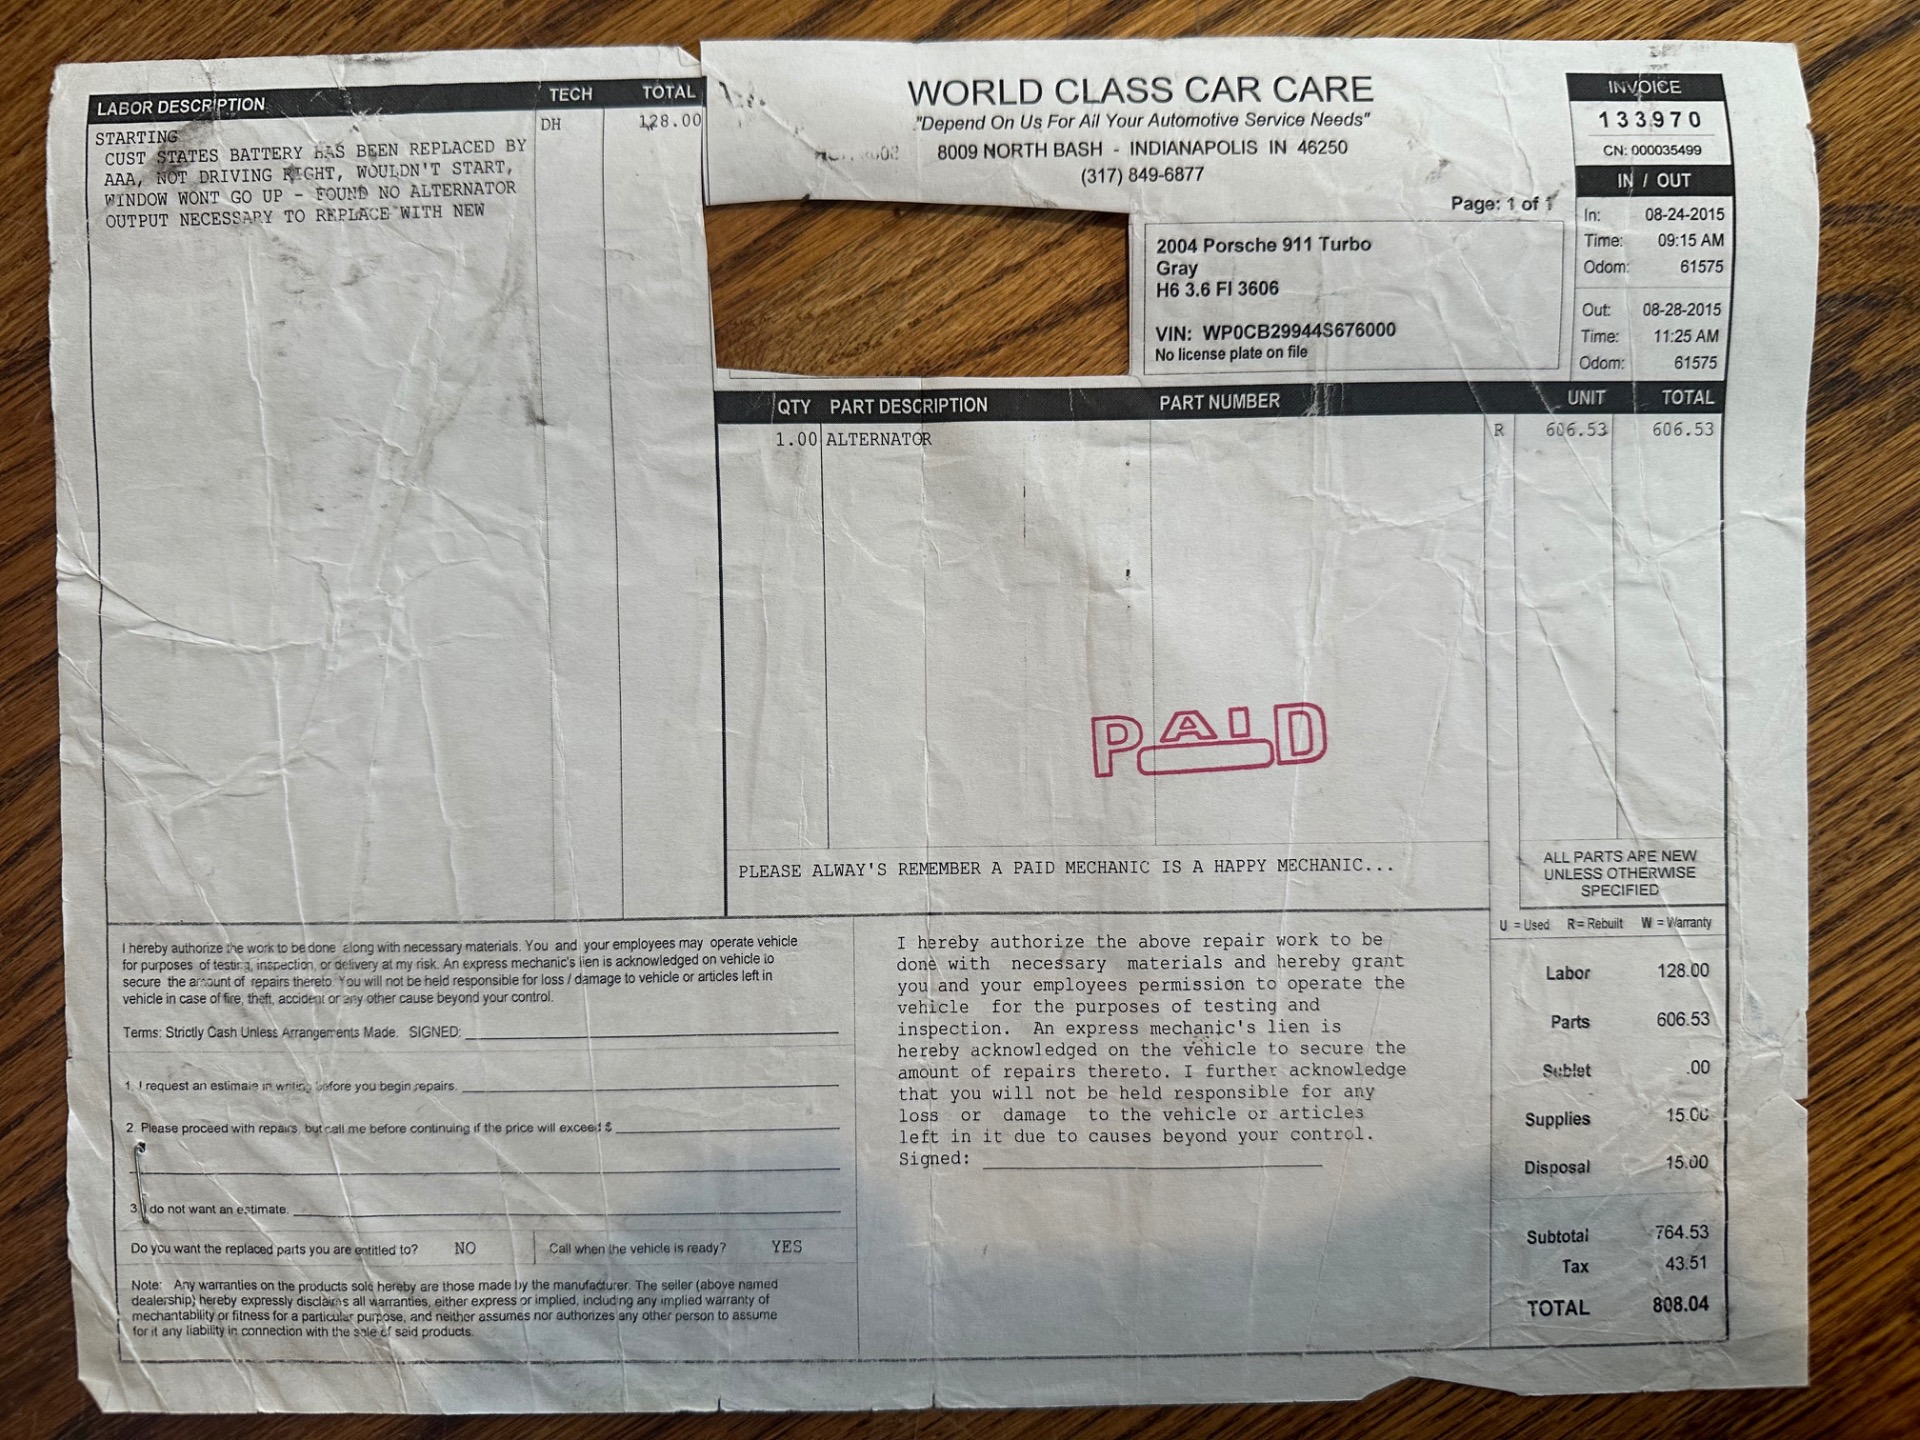 LABOR DESCRIPTION TECH TOTAL
STARTING DH 128.00
CUST STATES BATTERY HAS BEEN REPLACED BY
AAA, NOT DRIVING RIGHT, WOULDN'T START,
WINDOW WONT GO UP - FOUND NO ALTERNATOR
OUTPUT NECESSARY TO REPLACE WITH NEW
WORLD CLASS CAR CARE
"Depend On Us For All Your Automotive Service Needs"
8009 NORTH BASH - INDIANAPOLIS IN 46250
(317) 849-6877
Page: 1 of 1
INVOICE
133970
CN: 000035499
IN / OUT
In: 08-24-2015
Time: 09:15 AM
Odom: 61575
Out: 08-28-2015
Time: 11:25 AM
Odom: 61575
2004 Porsche 911 Turbo
Gray
H6 3.6 FI 3606
VIN: WP0CB29944S676000
No license plate on file
QTY PART DESCRIPTION PART NUMBER UNIT TOTAL
1.00 ALTERNATOR R 606.53 606.53
PAID
PLEASE ALWAY'S REMEMBER A PAID MECHANIC IS A HAPPY MECHANIC...
ALL PARTS ARE NEW
UNLESS OTHERWISE
SPECIFIED
U = Used R = Rebuilt W = Warranty
I hereby authorize the work to be done along with necessary materials. You and your employees may operate vehicle
for purposes of testing, inspection, or delivery at my risk. An express mechanic's lien is acknowledged on vehicle to
secure the amount of repairs thereto. You will not be held responsible for loss / damage to vehicle or articles left in
vehicle in case of fire, theft, accident or any other cause beyond your control.
Terms: Strictly Cash Unless Arrangements Made. SIGNED:
1. I request an estimate in writing before you begin repairs.
2. Please proceed with repairs, but call me before continuing if the price will exceed $
3. I do not want an estimate.
Do you want the replaced parts you are entitled to? NO Call when the vehicle is ready? YES
Note: Any warranties on the products sold hereby are those made by the manufacturer. The seller (above named
dealership) hereby expressly disclaims all warranties, either express or implied, including any implied warranty of
mechantability or fitness for a particular purpose, and neither assumes nor authorizes any other person to assume
for it any liability in connection with the sale of said products.
I hereby authorize the above repair work to be
done with necessary materials and hereby grant
you and your employees permission to operate the
vehicle for the purposes of testing and
inspection. An express mechanic's lien is
hereby acknowledged on the vehicle to secure the
amount of repairs thereto. I further acknowledge
that you will not be held responsible for any
loss or damage to the vehicle or articles
left in it due to causes beyond your control.
Signed:
Labor 128.00
Parts 606.53
Sublet .00
Supplies 15.00
Disposal 15.00
Subtotal 764.53
Tax 43.51
TOTAL 808.04